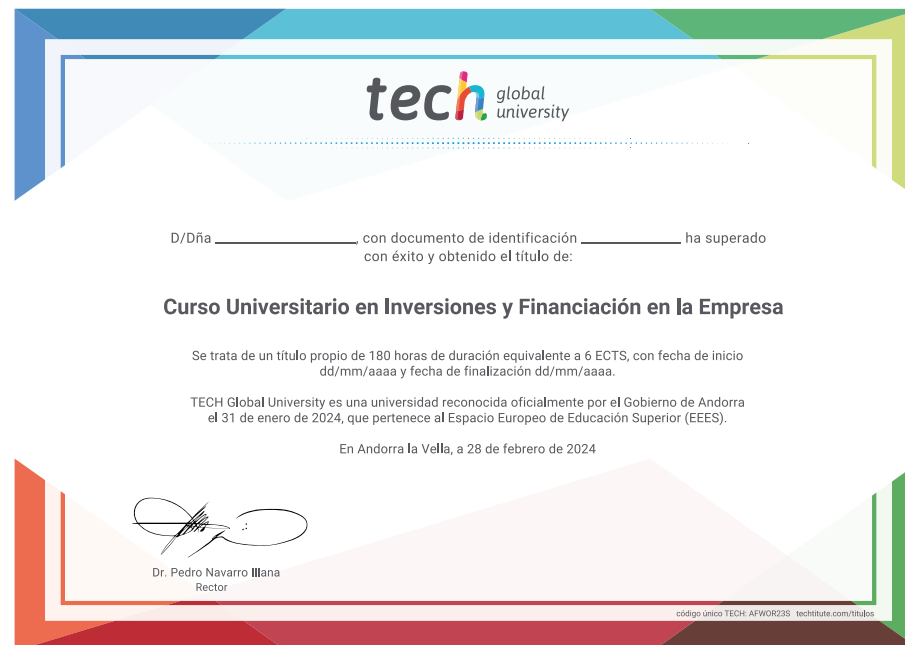 tech global university
D/Dña ____________________, con documento de identificación ______________ ha superado
con éxito y obtenido el título de:
Curso Universitario en Inversiones y Financiación en la Empresa
Se trata de un título propio de 180 horas de duración equivalente a 6 ECTS, con fecha de inicio
dd/mm/aaaa y fecha de finalización dd/mm/aaaa.
TECH Global University es una universidad reconocida oficialmente por el Gobierno de Andorra
el 31 de enero de 2024, que pertenece al Espacio Europeo de Educación Superior (EEES).
En Andorra la Vella, a 28 de febrero de 2024
Dr. Pedro Navarro Illana
Rector
código único TECH: AFWOR23S techtitute.com/titulos